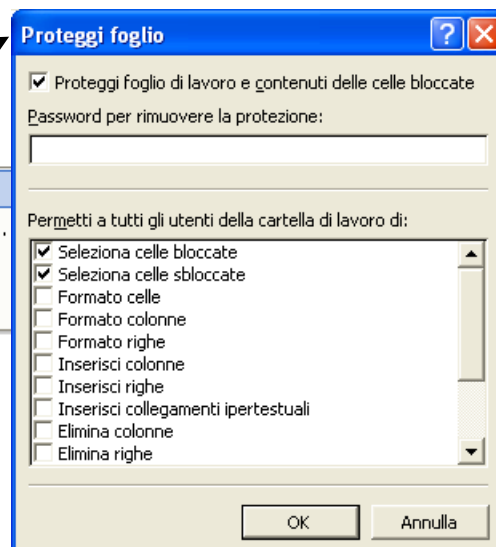 Proteggi foglio
Proteggi foglio di lavoro e contenuti delle celle bloccate
Password per rimuovere la protezione:
Permetti a tutti gli utenti della cartella di lavoro di:
Seleziona celle bloccate
Seleziona celle sbloccate
Formato celle
Formato colonne
Formato righe
Inserisci colonne
Inserisci righe
Inserisci collegamenti ipertestuali
Elimina colonne
Elimina righe
OK Annulla